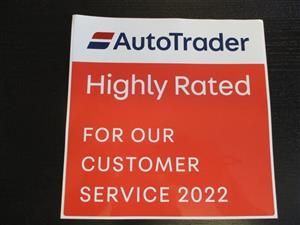 AutoTrader
Highly Rated
FOR OUR
CUSTOMER
SERVICE 2022